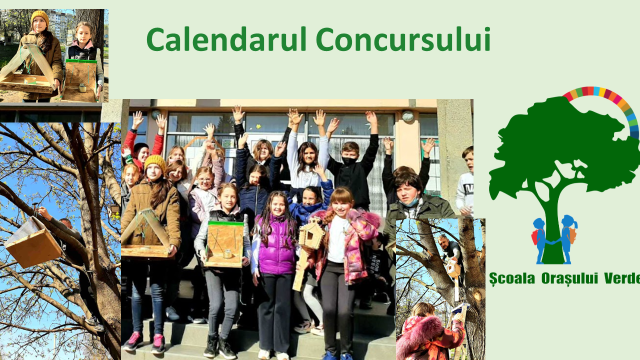 Calendarul Concursului
Școala Orașului Verde